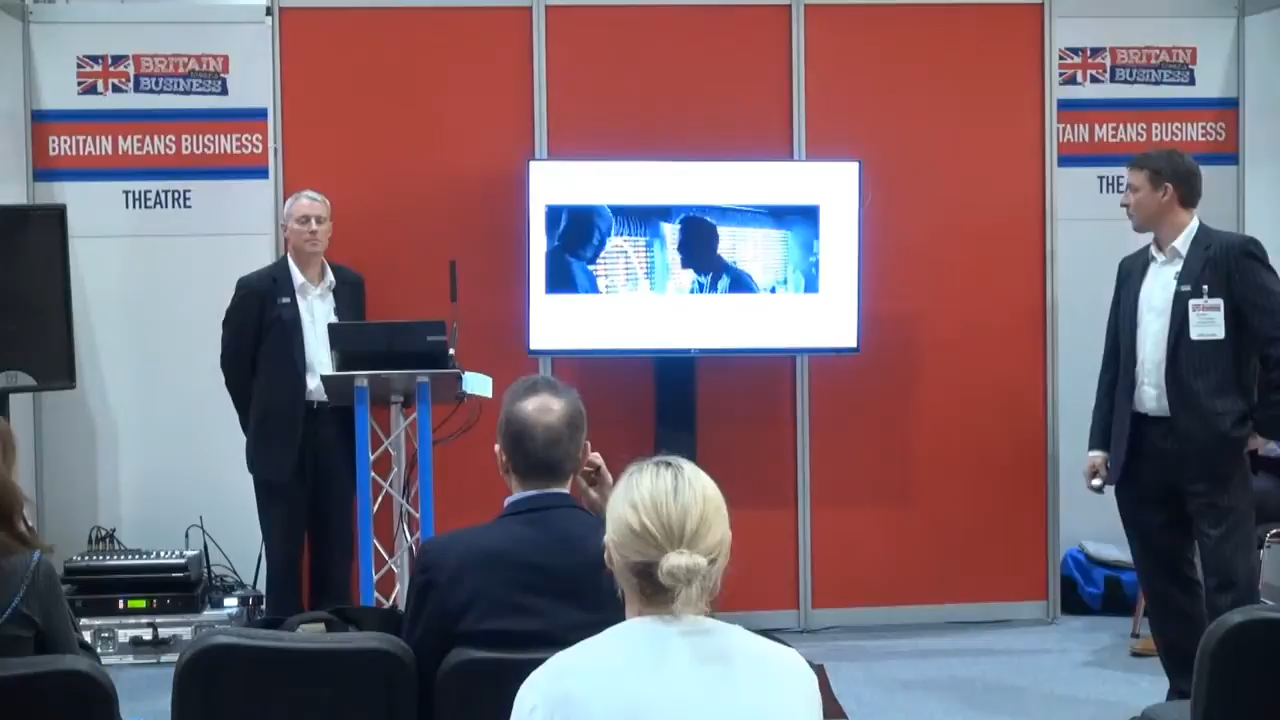 BRITAIN
BUSINESS
BRITAIN MEANS BUSINESS
THEATRE
BRITAIN
BUSINESS
TAIN MEANS BUSINESS
THE